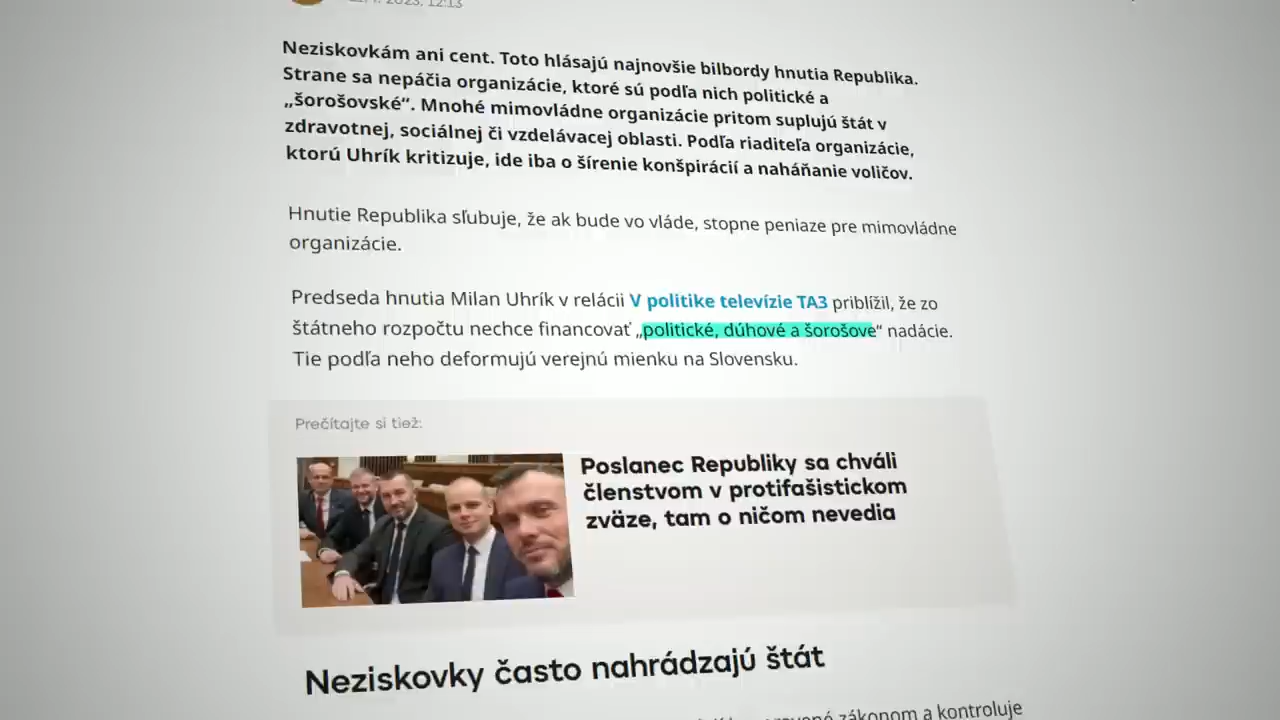 2023, 12:13
Neziskovkám ani cent. Toto hlásajú najnovšie bilbordy hnutia Republika.
Strane sa nepáčia organizácie, ktoré sú podľa nich politické a
„šorošovské“. Mnohé mimovládne organizácie pritom suplujú štát v
zdravotnej, sociálnej či vzdelávacej oblasti. Podľa riaditeľa organizácie,
ktorú Uhrík kritizuje, ide iba o šírenie konšpirácií a naháňanie voličov.
Hnutie Republika sľubuje, že ak bude vo vláde, stopne peniaze pre mimovládne
organizácie.
Predseda hnutia Milan Uhrík v relácii V politike televízie TA3 priblížil, že zo
štátneho rozpočtu nechce financovať „politické, dúhové a šorošove“ nadácie.
Tie podľa neho deformujú verejnú mienku na Slovensku.
Prečítajte si tiež:
Poslanec Republiky sa chváli
členstvom v protifašistickom
zväze, tam o ničom nevedia
Neziskovky často nahrádzajú štát
zákonom a kontroluje